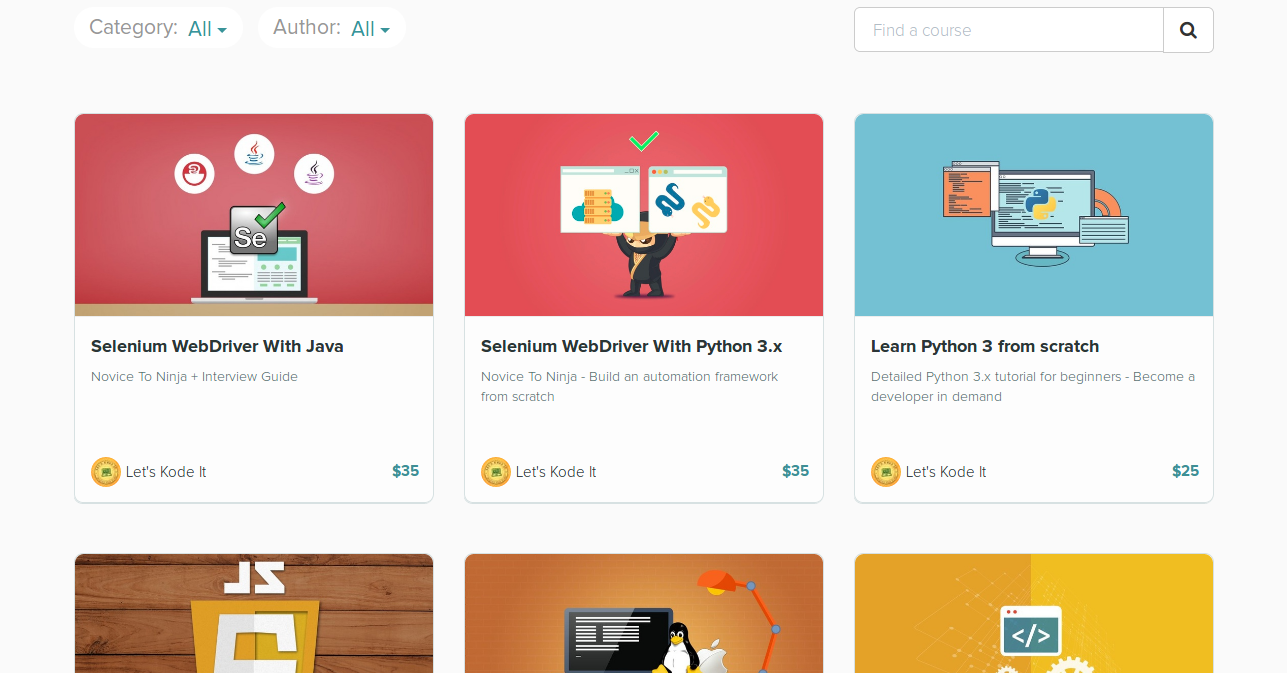 Category: All
Author: All
Find a course
Se
Selenium WebDriver With Java
Novice To Ninja + Interview Guide
Let's Kode It
$35
Selenium WebDriver With Python 3.x
Novice To Ninja - Build an automation framework
from scratch
Let's Kode It
$35
Learn Python 3 from scratch
Detailed Python 3.x tutorial for beginners - Become a
developer in demand
Let's Kode It
$25
JS
</>